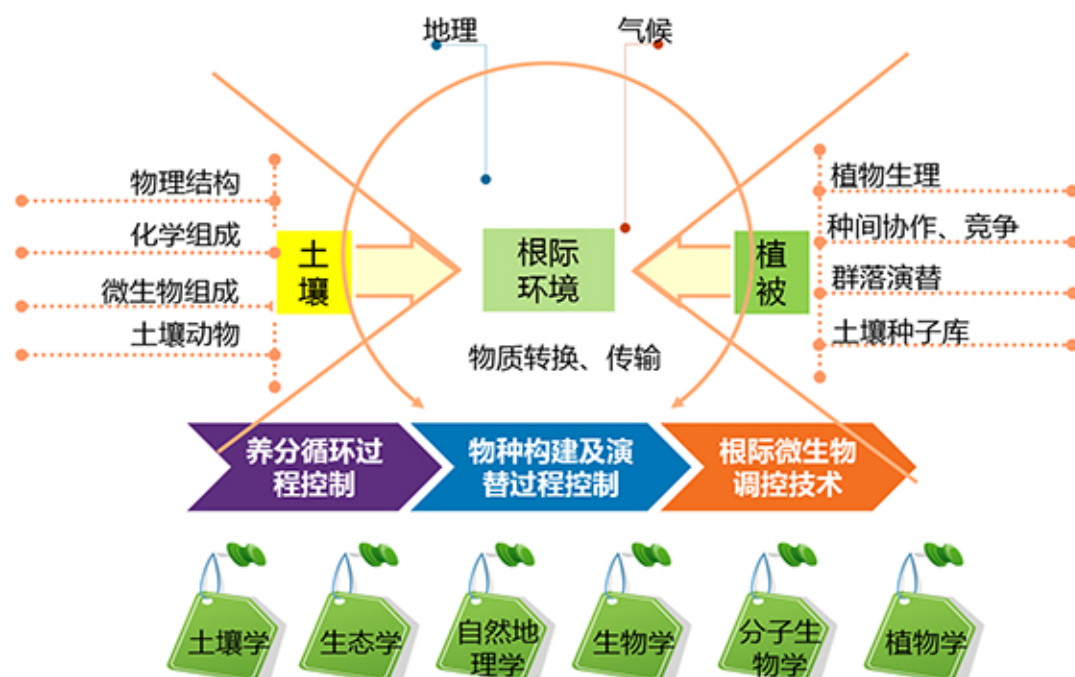 地理
气候
物理结构
化学组成
微生物组成
土壤动物
土
壤
根际
环境
物质转换、传输
植
被
植物生理
种间协作、竞争
群落演替
土壤种子库
养分循环过
程控制
物种构建及演
替过程控制
根际微生物
调控技术
土壤学
生态学
自然地
理学
生物学
分子生
物学
植物学